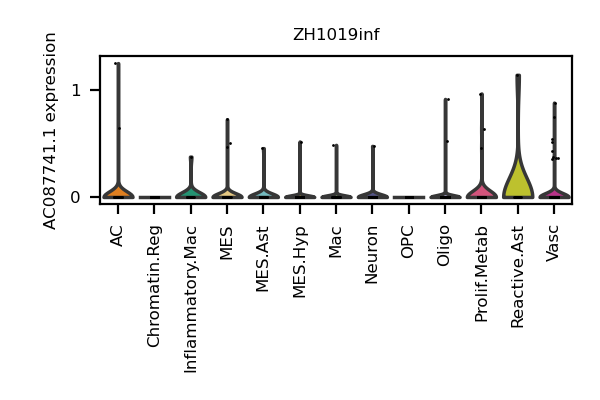 ZH1019inf
AC087741.1 expression
1
0
AC
Chromatin.Reg
Inflammatory.Mac
MES
MES.Ast
MES.Hyp
Mac
Neuron
OPC
Oligo
Prolif.Metab
Reactive.Ast
Vasc